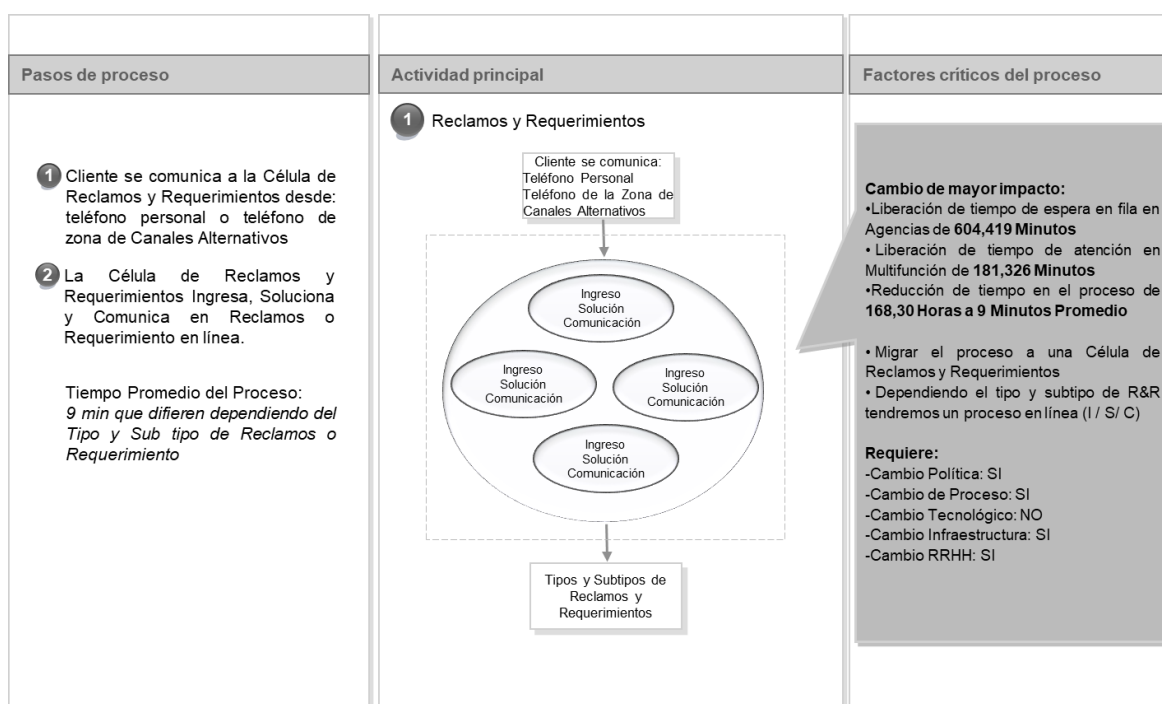 Pasos de proceso
1 Cliente se comunica a la Célula de
Reclamos y Requerimientos desde:
teléfono personal o teléfono de
zona de Canales Alternativos
2 La Célula de Reclamos y
Requerimientos Ingresa, Soluciona
y Comunica en Reclamos o
Requerimiento en línea.
Tiempo Promedio del Proceso:
9 min que difieren dependiendo del
Tipo y Sub tipo de Reclamos o
Requerimiento
Actividad principal
1 Reclamos y Requerimientos
Cliente se comunica:
Teléfono Personal
Teléfono de la Zona de
Canales Alternativos
Ingreso
Solución
Comunicación
Ingreso
Solución
Comunicación
Ingreso
Solución
Comunicación
Ingreso
Solución
Comunicación
Tipos y Subtipos de
Reclamos y
Requerimientos
Factores críticos del proceso
Cambio de mayor impacto:
•Liberación de tiempo de espera en fila en
Agencias de 604,419 Minutos
• Liberación de tiempo de atención en
Multifunción de 181,326 Minutos
•Reducción de tiempo en el proceso de
168,30 Horas a 9 Minutos Promedio
• Migrar el proceso a una Célula de
Reclamos y Requerimientos
• Dependiendo el tipo y subtipo de R&R
tendremos un proceso en línea (I / S/ C)
Requiere:
-Cambio Política: SI
-Cambio de Proceso: SI
-Cambio Tecnológico: NO
-Cambio Infraestructura: SI
-Cambio RRHH: SI